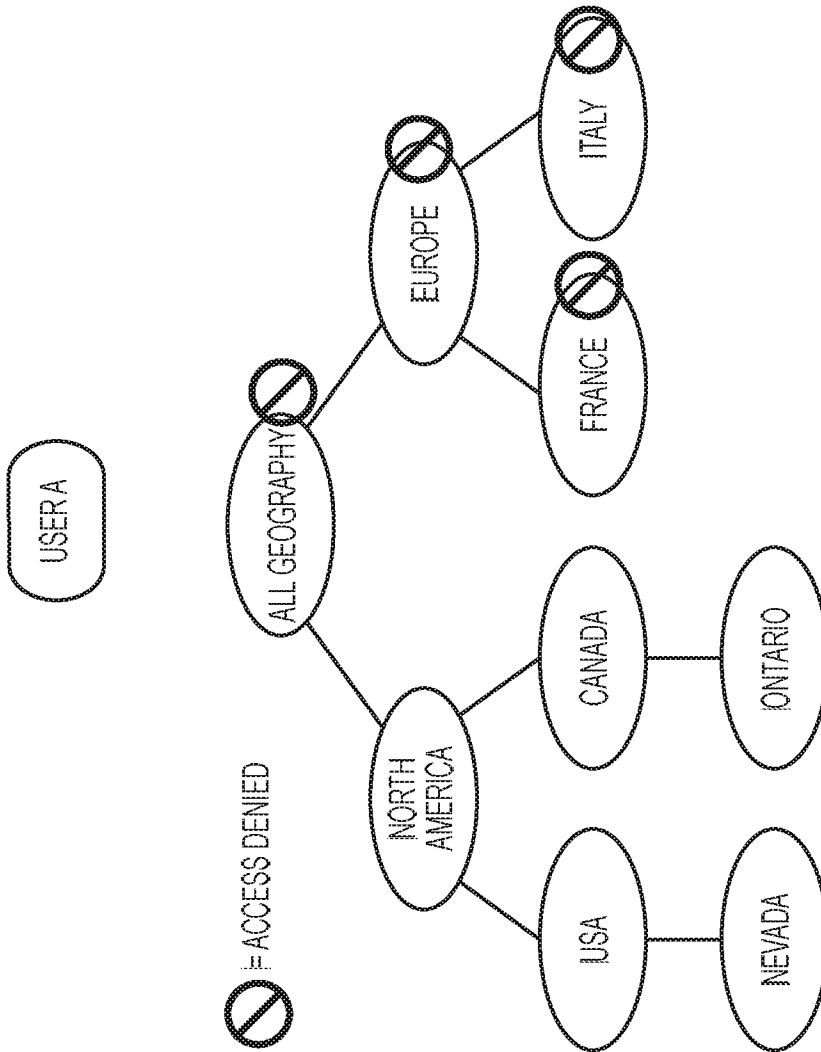 USER A
= ACCESS DENIED
ALL GEOGRAPHY
NORTH
AMERICA
EUROPE
USA
CANADA
FRANCE
ITALY
NEVADA
ONTARIO